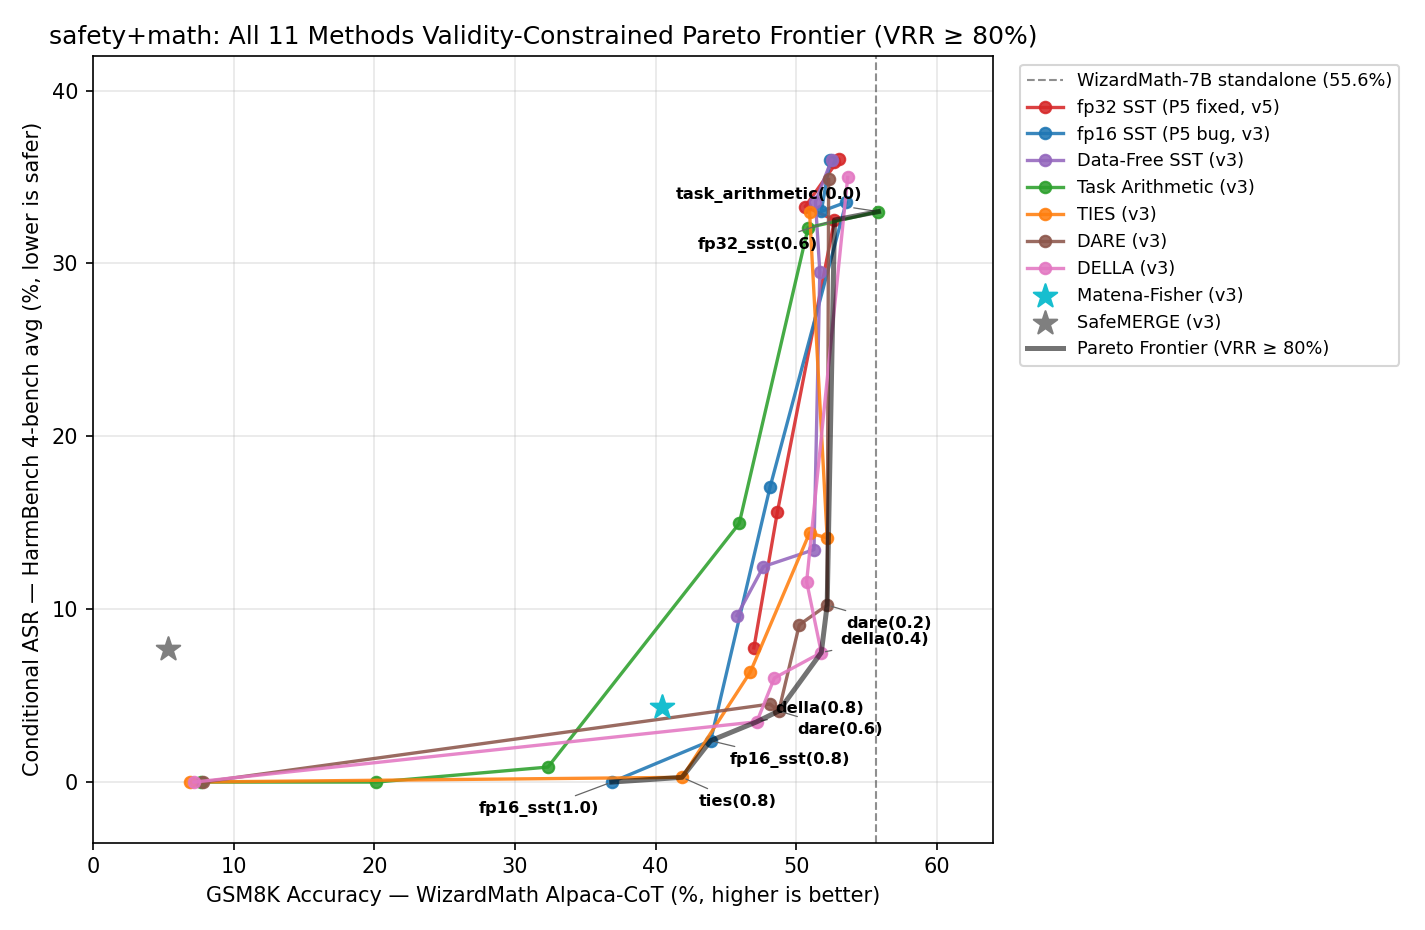 safety+math: All 11 Methods Validity-Constrained Pareto Frontier (VRR ≥ 80%)
Conditional ASR — HarmBench 4-bench avg (%, lower is safer)
40
30
20
10
0
task_arithmetic(0.0)
fp32_sst(0.6)
dare(0.2)
della(0.4)
della(0.8)
dare(0.6)
fp16_sst(0.8)
ties(0.8)
fp16_sst(1.0)
0 10 20 30 40 50 60
GSM8K Accuracy — WizardMath Alpaca-CoT (%, higher is better)
WizardMath-7B standalone (55.6%)
fp32 SST (P5 fixed, v5)
fp16 SST (P5 bug, v3)
Data-Free SST (v3)
Task Arithmetic (v3)
TIES (v3)
DARE (v3)
DELLA (v3)
Matena-Fisher (v3)
SafeMERGE (v3)
Pareto Frontier (VRR ≥ 80%)